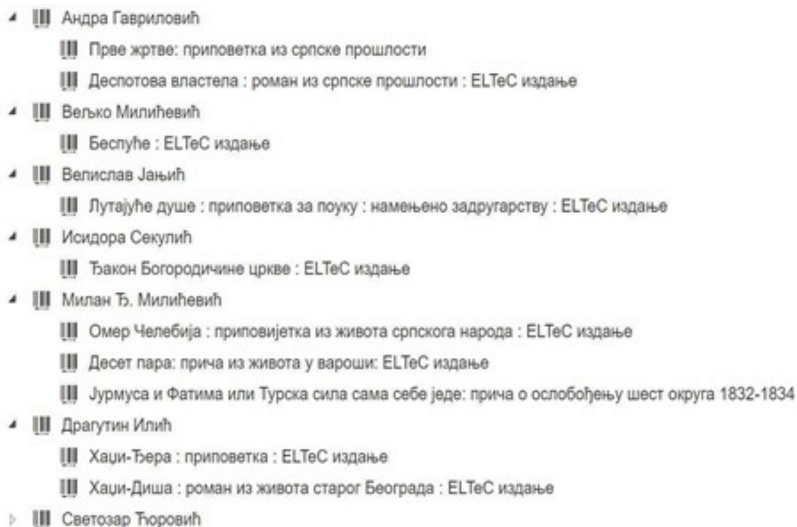 Андра Гавриловић
Прве жртве: приповетка из српске прошлости
Деспотова властела : роман из српске прошлости : ELTeC издање
Вељко Милићевић
Беспуће : ELTeC издање
Велислав Јањић
Лутајуће душе : приповетка за поуку : намењено задругарству : ELTeC издање
Исидора Секулић
Ђакон Богородичине цркве : ELTeC издање
Милан Ђ. Милићевић
Омер Челебија : приповијетка из живота српскога народа : ELTeC издање
Десет пара: прича из живота у вароши: ELTeC издање
Јурмуса и Фатима или Турска сила сама себе једе: прича о ослобођењу шест округа 1832-1834
Драгутин Илић
Хаџи-Ђера : приповетка : ELTeC издање
Хаџи-Диша : роман из живота старог Београда : ELTeC издање
Светозар Ћоровић